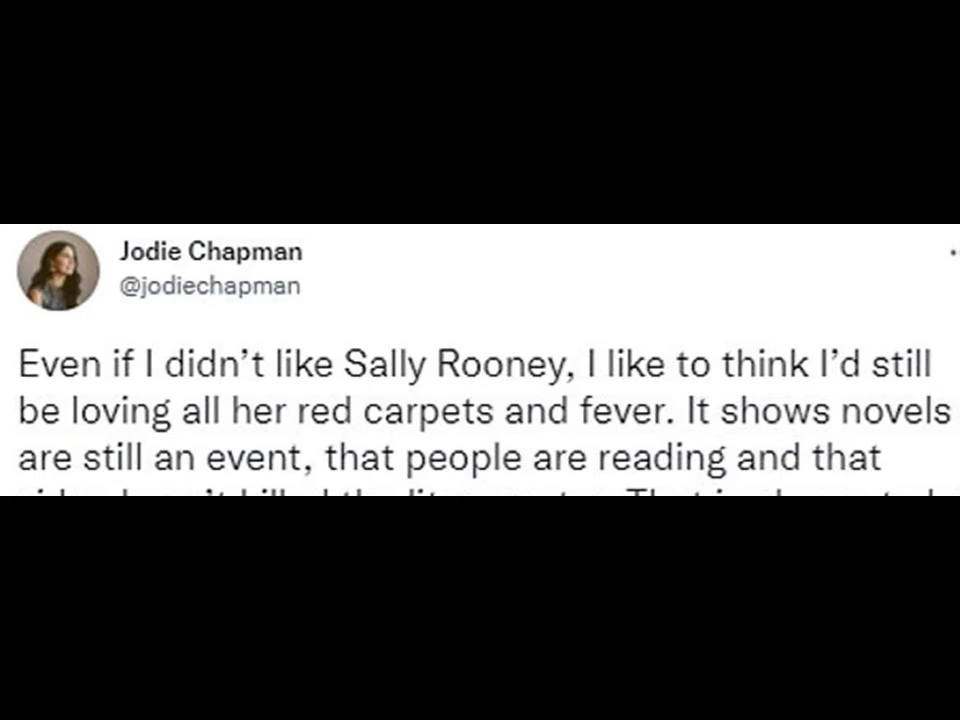 Jodie Chapman
@jodiechapman
Even if I didn’t like Sally Rooney, I like to think I’d still
be loving all her red carpets and fever. It shows novels
are still an event, that people are reading and that